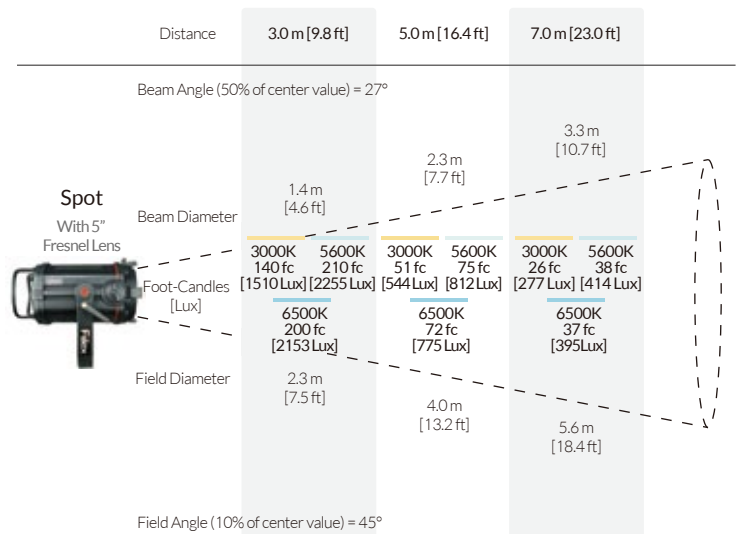 Distance 3.0 m [9.8 ft] 5.0 m [16.4 ft] 7.0 m [23.0 ft]
Beam Angle (50% of center value) = 27°
3.3 m
[10.7 ft]
2.3 m
[7.7 ft]
1.4 m
[4.6 ft]
Spot
With 5”
Fresnel Lens
Beam Diameter
3000K 5600K 3000K 5600K 3000K 5600K
140 fc 210 fc 51 fc 75 fc 26 fc 38 fc
[1510 Lux] [2255 Lux] [544 Lux] [812 Lux] [277 Lux] [414 Lux]
Foot-Candles
[Lux]
6500K 6500K 6500K
200 fc 72 fc 37 fc
[2153 Lux] [775 Lux] [395Lux]
Field Diameter
2.3 m
[7.5 ft]
4.0 m
[13.2 ft]
5.6 m
[18.4 ft]
Field Angle (10% of center value) = 45°